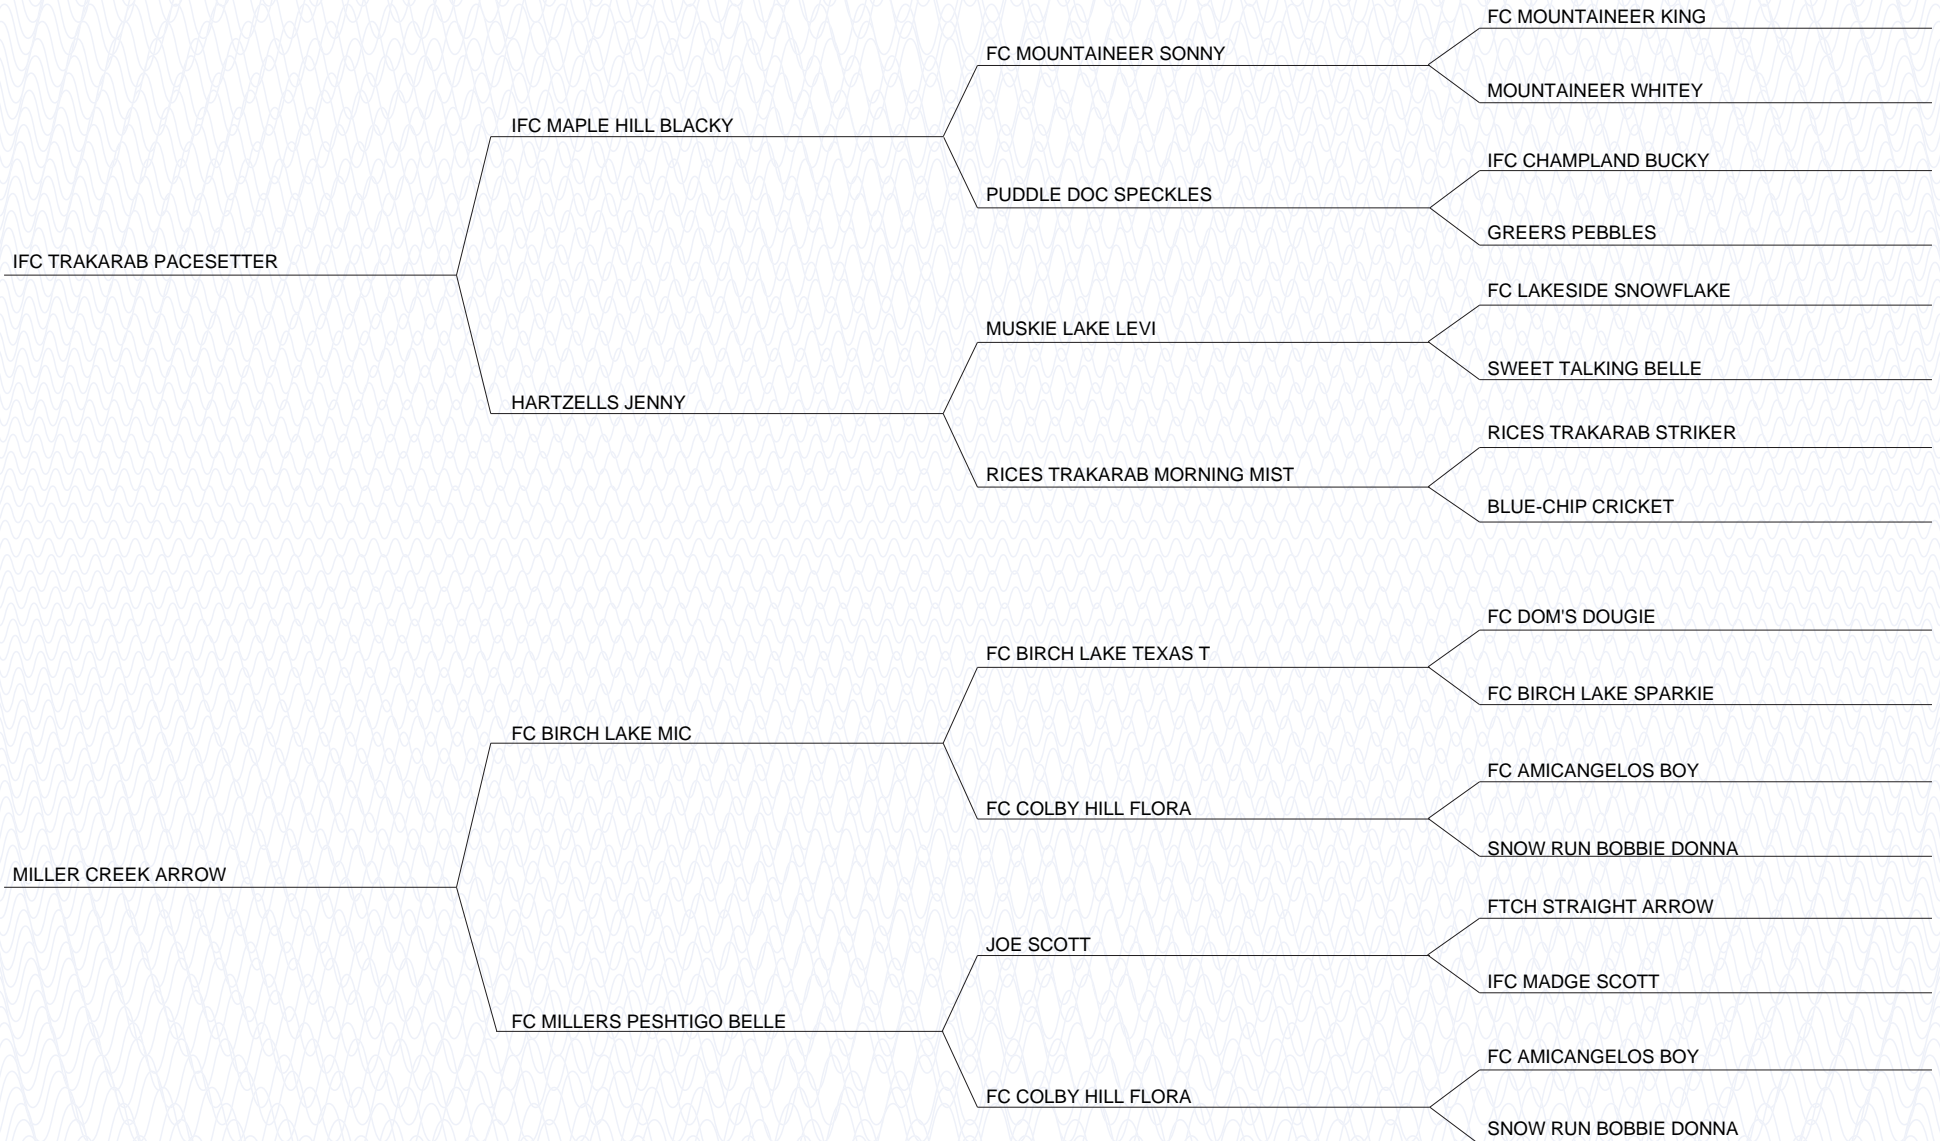 FC MOUNTAINEER KING
FC MOUNTAINEER SONNY
MOUNTAINEER WHITEY
IFC MAPLE HILL BLACKY
IFC CHAMPLAND BUCKY
PUDDLE DOC SPECKLES
GREERS PEBBLES
IFC TRAKARAB PACESETTER
FC LAKESIDE SNOWFLAKE
MUSKIE LAKE LEVI
SWEET TALKING BELLE
HARTZELLS JENNY
RICES TRAKARAB STRIKER
RICES TRAKARAB MORNING MIST
BLUE-CHIP CRICKET
FC DOM'S DOUGIE
FC BIRCH LAKE TEXAS T
FC BIRCH LAKE SPARKIE
FC BIRCH LAKE MIC
FC AMICANGELOS BOY
FC COLBY HILL FLORA
SNOW RUN BOBBIE DONNA
MILLER CREEK ARROW
FTCH STRAIGHT ARROW
JOE SCOTT
IFC MADGE SCOTT
FC MILLERS PESHTIGO BELLE
FC AMICANGELOS BOY
FC COLBY HILL FLORA
SNOW RUN BOBBIE DONNA